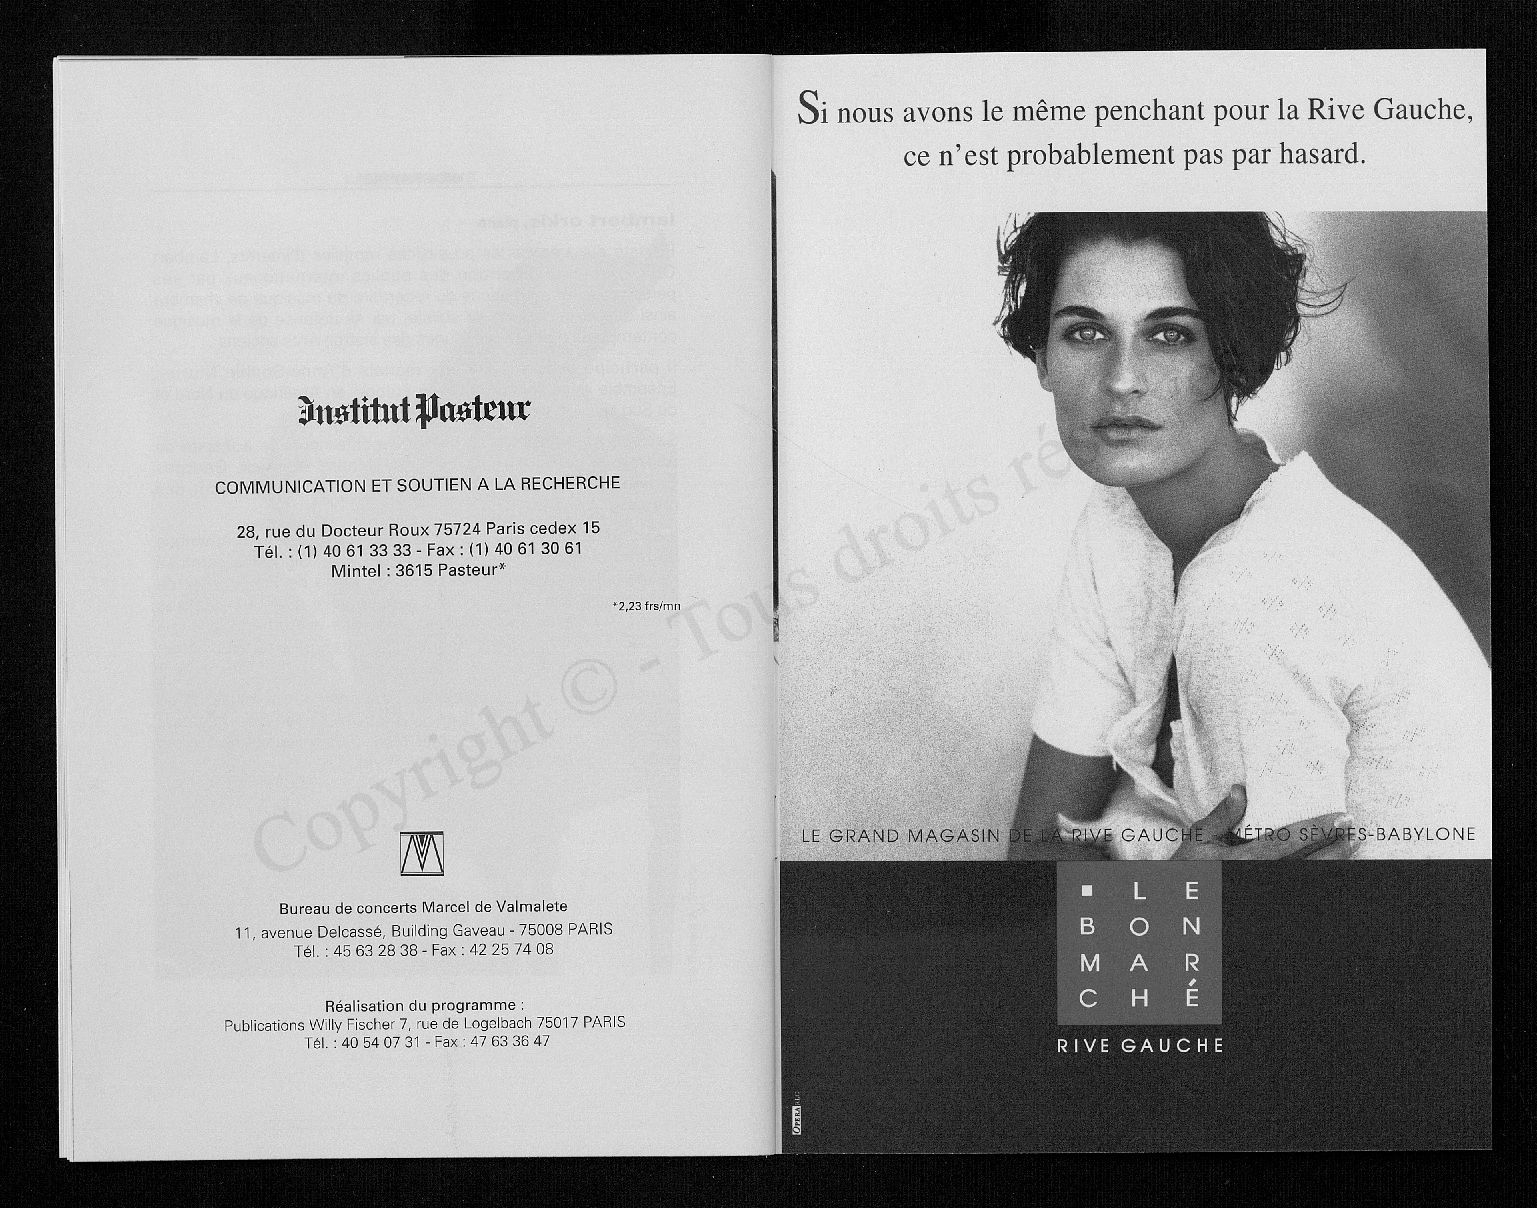 Institut Pasteur
COMMUNICATION ET SOUTIEN A LA RECHERCHE
28, rue du Docteur Roux 75724 Paris cedex 15
Tél. : (1) 40 61 33 33 - Fax : (1) 40 61 30 61
Mintel : 3615 Pasteur*
*2,23 frs/mn
Bureau de concerts Marcel de Valmalete
11, avenue Delcassé, Building Gaveau - 75008 PARIS
Tél. : 45 63 28 38 - Fax : 42 25 74 08
Réalisation du programme :
Publications Willy Fischer 7, rue de Logelbach 75017 PARIS
Tél. : 40 54 07 31 - Fax : 47 63 36 47
Copyright © - Tous droits ré
Si nous avons le même penchant pour la Rive Gauche,
ce n'est probablement pas par hasard.
LE GRAND MAGASIN DE LA RIVE GAUCHE. MÉTRO SÈVRES-BABYLONE
■ L E
B O N
M A R
C H É
RIVE GAUCHE
OPERA